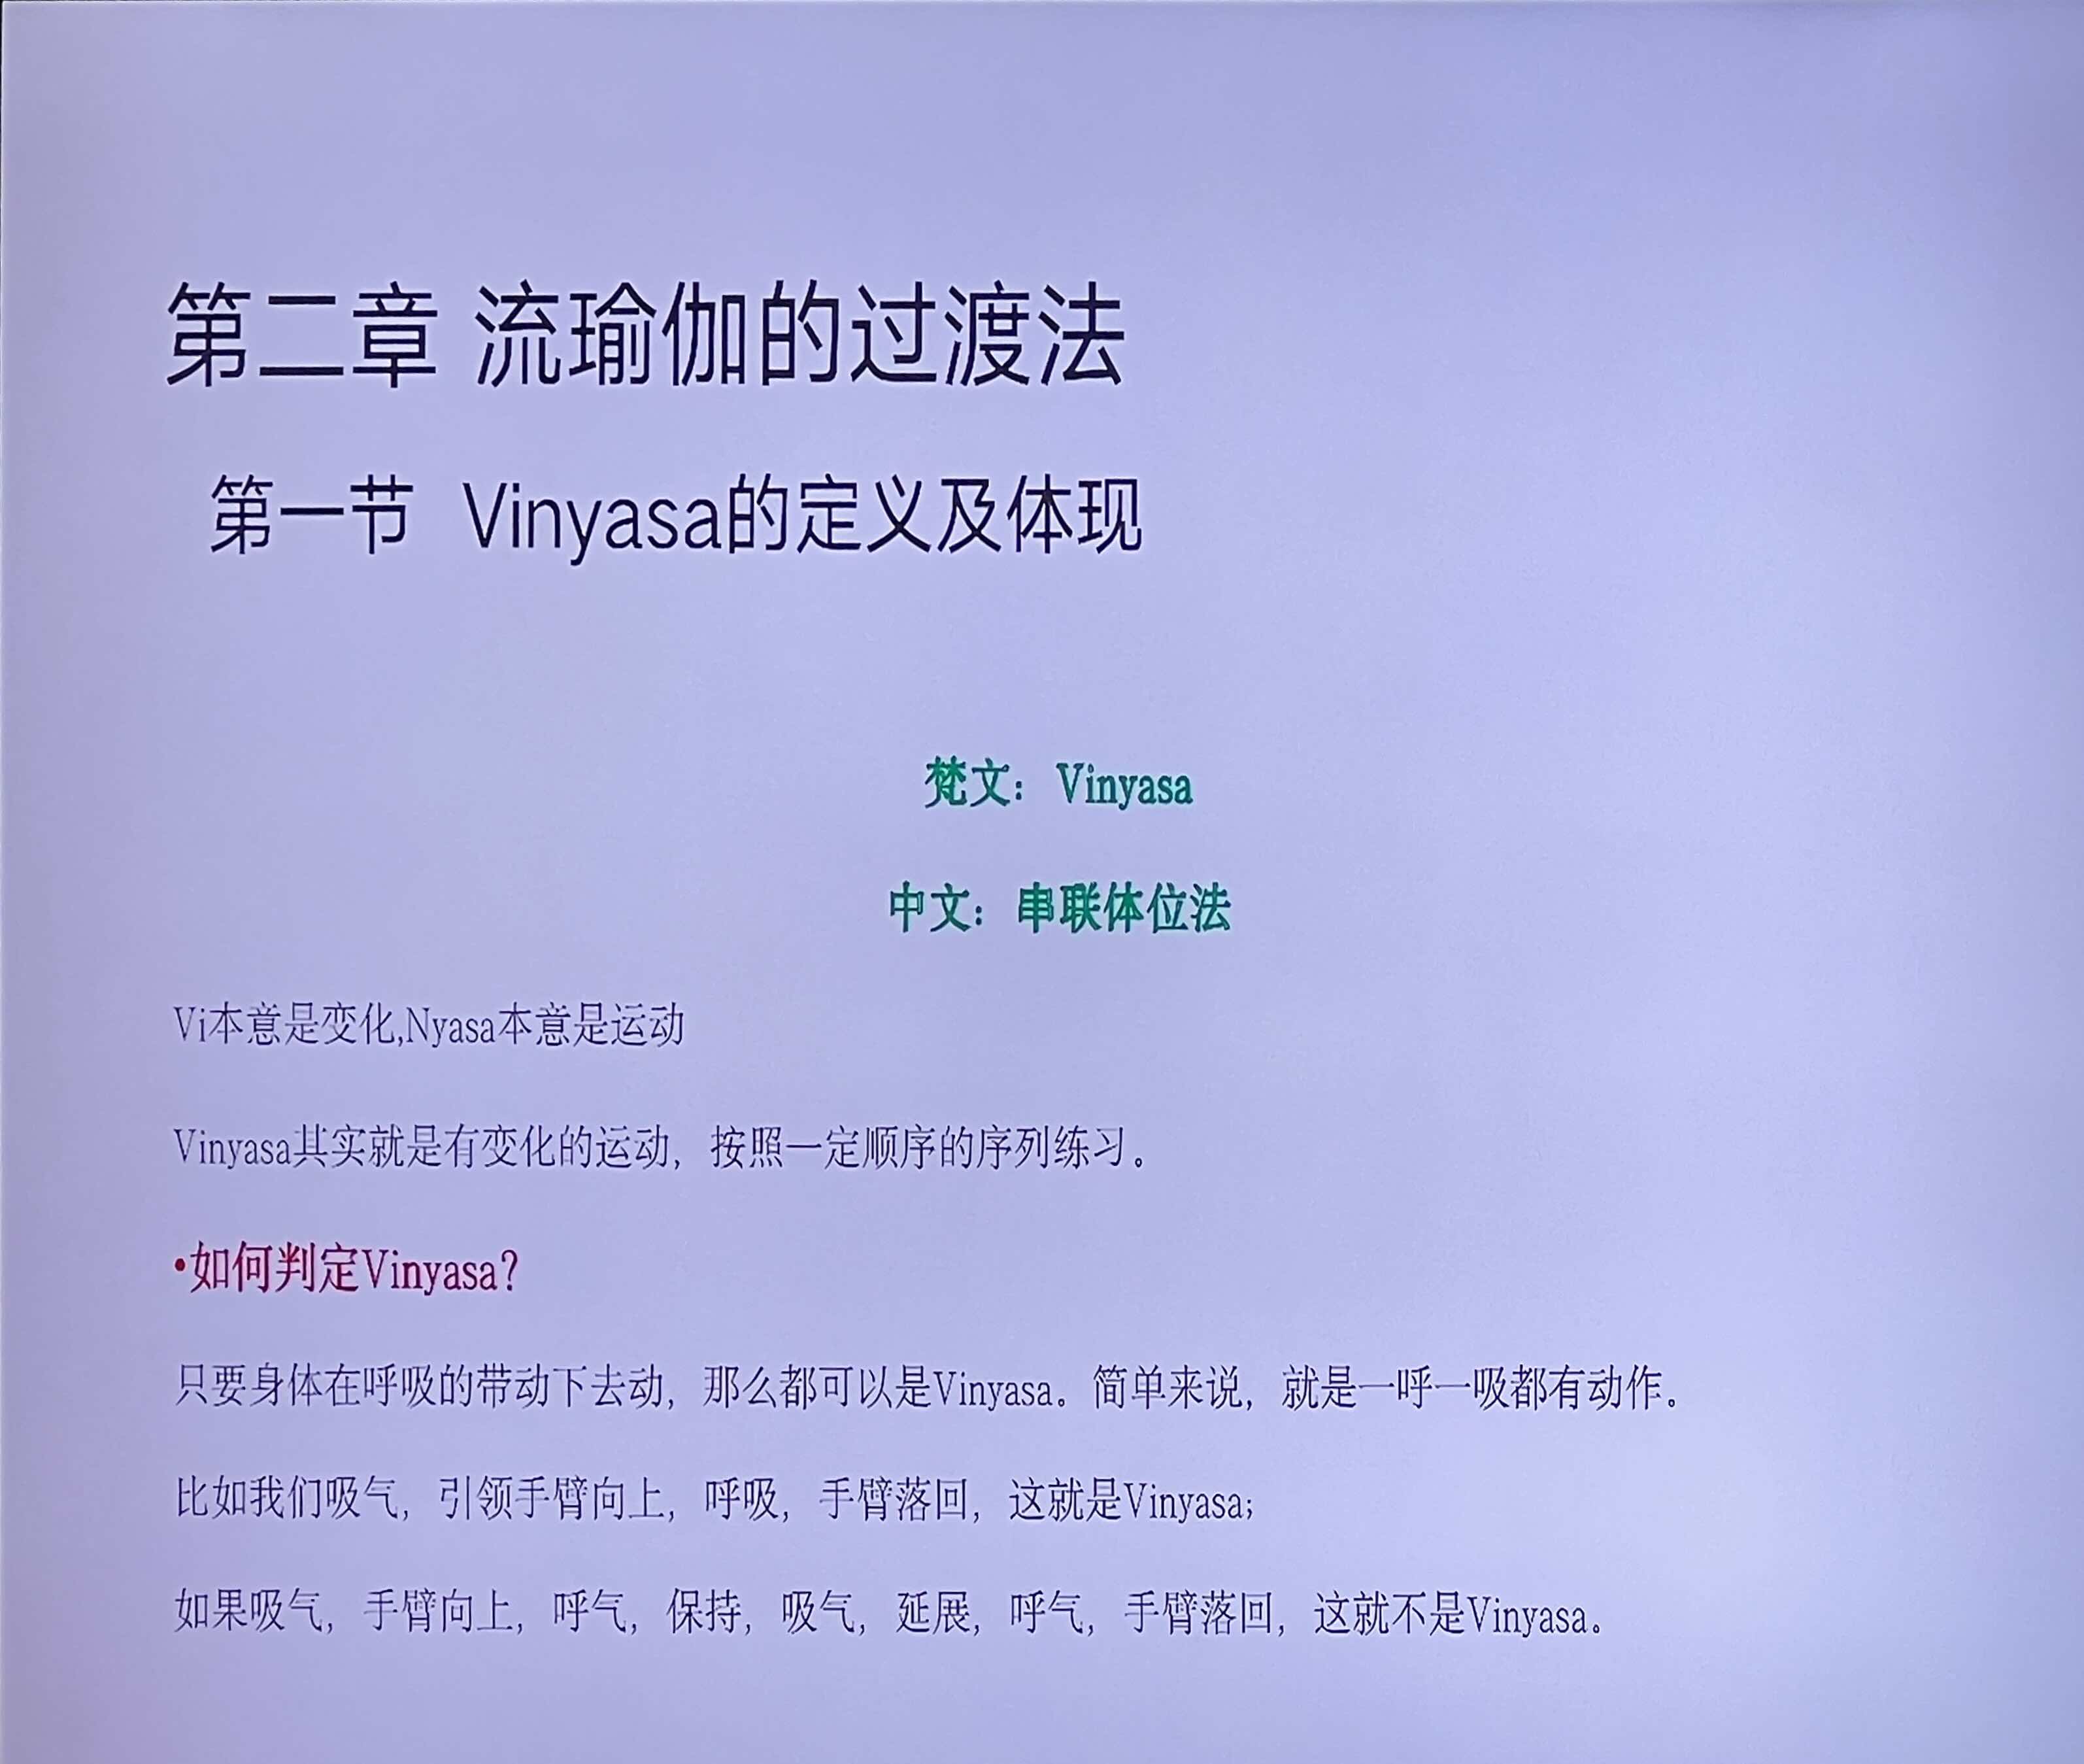 第二章 流瑜伽的过渡法
第一节 Vinyasa的定义及体现
梵文：Vinyasa
中文：串联体位法
Vi本意是变化,Nyasa本意是运动
Vinyasa其实就是有变化的运动，按照一定顺序的序列练习。
•如何判定Vinyasa？
只要身体在呼吸的带动下去动，那么都可以是Vinyasa。简单来说，就是一呼一吸都有动作。
比如我们吸气，引领手臂向上，呼吸，手臂落回，这就是Vinyasa；
如果吸气，手臂向上，呼气，保持，吸气，延展，呼气，手臂落回，这就不是Vinyasa。